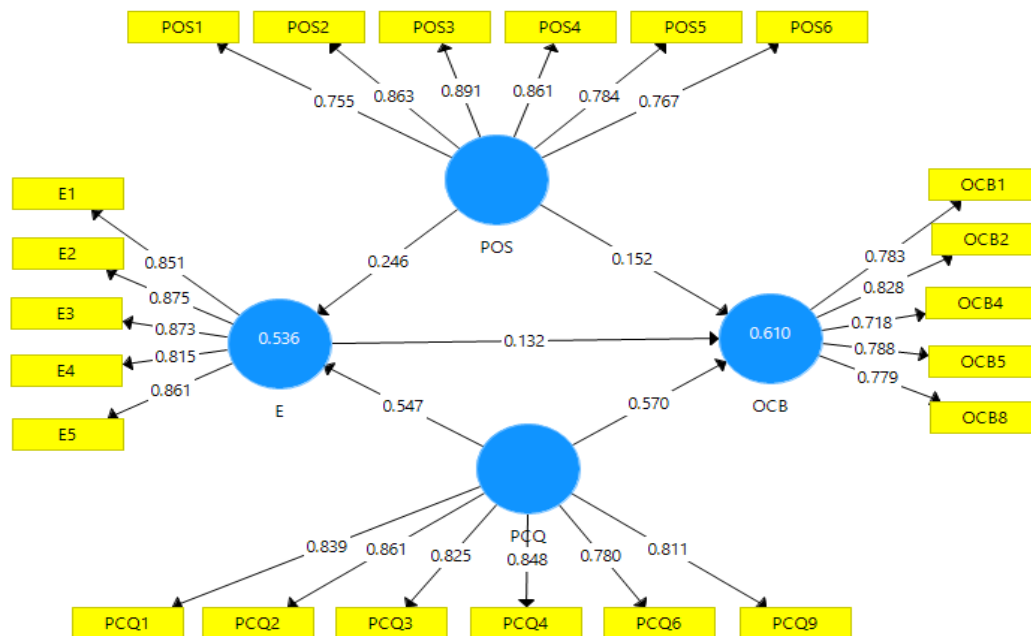 POS1 POS2 POS3 POS4 POS5 POS6
0.755 0.863 0.891 0.861 0.784 0.767
POS
E1
E2
E3
E4
E5
0.851
0.875
0.873
0.815
0.861
0.246
0.152
0.536
E
0.132
0.610
OCB
OCB1
OCB2
OCB4
OCB5
OCB8
0.783
0.828
0.718
0.788
0.779
0.547
0.570
PCQ
0.839 0.861 0.825 0.848 0.780 0.811
PCQ1 PCQ2 PCQ3 PCQ4 PCQ6 PCQ9